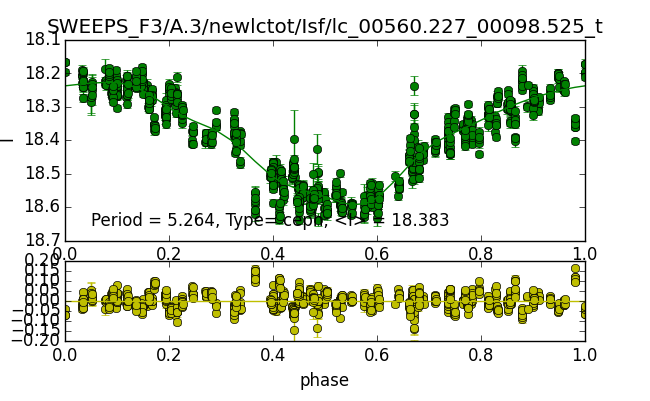 SWEEPS_F3/A.3/newlctot/Isf/lc_00560.227_00098.525_t
18.1
18.2
18.3
18.4
18.5
18.6
18.7
I
Period = 5.264, Type= ceph, <I> = 18.383
0.0 0.2 0.4 0.6 0.8 1.0
0.20
0.15
0.10
0.05
0.00
−0.05
−0.10
−0.15
−0.20
0.0 0.2 0.4 0.6 0.8 1.0
phase